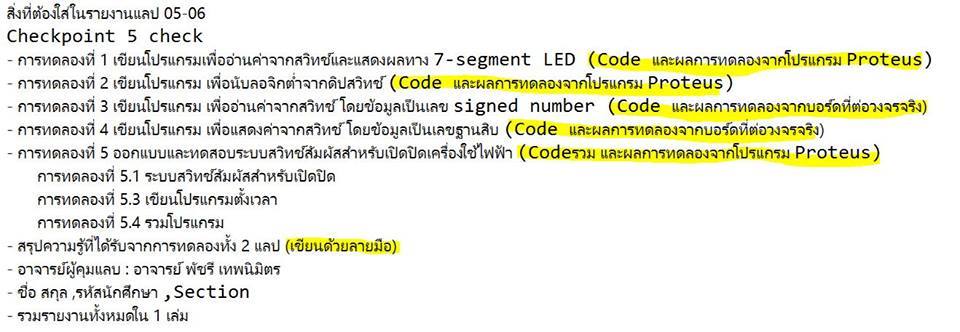 สิ่งที่ต้องใส่ในรายงานแลป 05-06
Checkpoint 5 check
- การทดลองที่ 1 เขียนโปรแกรมเพื่ออ่านค่าจากสวิทช์และแสดงผลทาง 7-segment LED (Code และผลการทดลองจากโปรแกรม Proteus)
- การทดลองที่ 2 เขียนโปรแกรม เพื่อนับลอจิกต่ำจากดิปสวิทช์ (Code และผลการทดลองจากโปรแกรม Proteus)
- การทดลองที่ 3 เขียนโปรแกรม เพื่ออ่านค่าจากสวิทช์ โดยข้อมูลเป็นเลข signed number (Code และผลการทดลองจากบอร์ดที่ต่อวงจรจริง)
- การทดลองที่ 4 เขียนโปรแกรม เพื่อแสดงค่าจากสวิทช์ โดยข้อมูลเป็นเลขฐานสิบ (Code และผลการทดลองจากบอร์ดที่ต่อวงจรจริง)
- การทดลองที่ 5 ออกแบบและทดสอบระบบสวิทช์สัมผัสสำหรับเปิดปิดเครื่องใช้ไฟฟ้า (Codeรวม และผลการทดลองจากโปรแกรม Proteus)
การทดลองที่ 5.1 ระบบสวิทช์สัมผัสสำหรับเปิดปิด
การทดลองที่ 5.3 เขียนโปรแกรมตั้งเวลา
การทดลองที่ 5.4 รวมโปรแกรม
- สรุปความรู้ที่ได้รับจากการทดลองทั้ง 2 แลป (เขียนด้วยลายมือ)
- อาจารย์ผู้คุมแลบ : อาจารย์ พัชรี เทพนิมิตร
- ชื่อ สกุล ,รหัสนักศึกษา ,Section
- รวมรายงานทั้งหมดใน 1 เล่ม